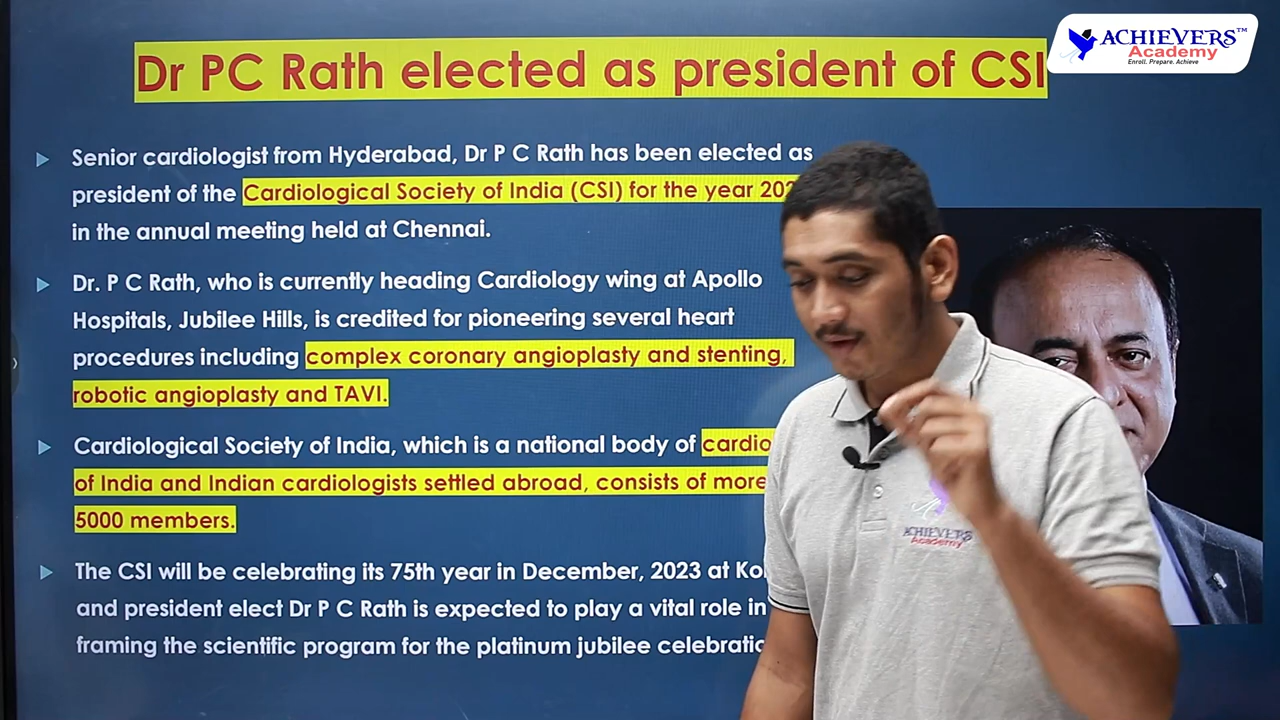 Dr PC Rath elected as president of CSI
ACHIEVERS™
Academy
Enroll. Prepare. Achieve
Senior cardiologist from Hyderabad, Dr P C Rath has been elected as
president of the Cardiological Society of India (CSI) for the year
in the annual meeting held at Chennai.
Dr. P C Rath, who is currently heading Cardiology wing at Apollo
Hospitals, Jubilee Hills, is credited for pioneering several heart
procedures including complex coronary angioplasty and stenting,
robotic angioplasty and TAVI.
Cardiological Society of India, which is a national body of
of India and Indian cardiologists settled abroad, consists of more
5000 members.
The CSI will be celebrating its 75th year in December, 2023 at
and president elect Dr P C Rath is expected to play a vital role in
framing the scientific program for the platinum jubilee
ACHIEVERS
Academy